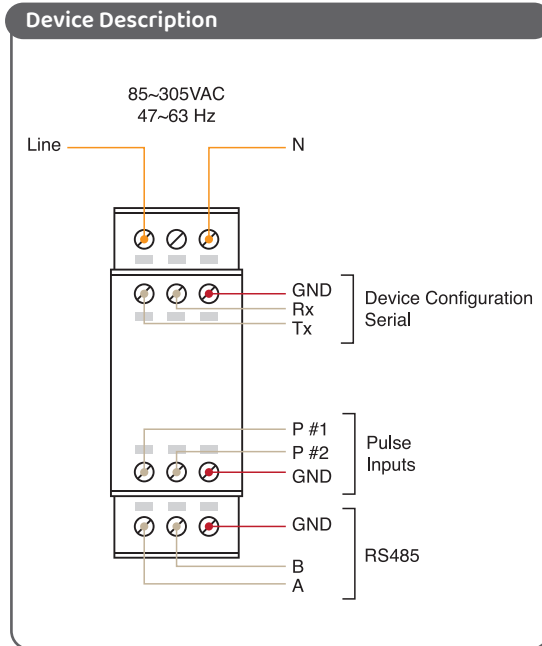 Device Description
85~305VAC
47~63 Hz
Line
N
GND
Rx
Tx
Device Configuration
Serial
P #1
P #2
GND
Pulse
Inputs
GND
B
A
RS485